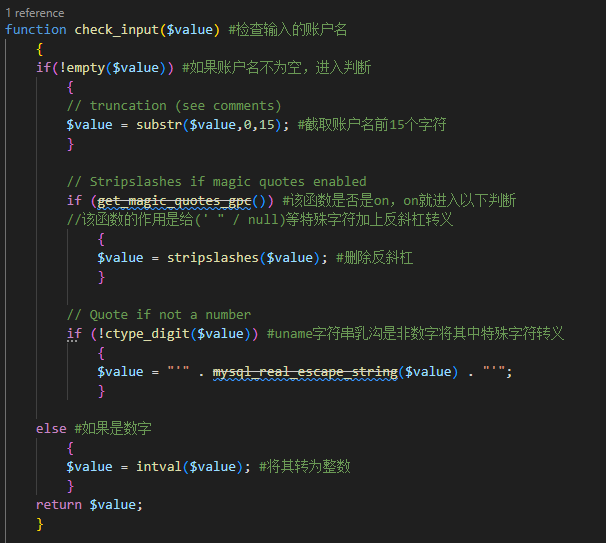 1 reference
function check_input($value) #检查输入的账户名
{
if(!empty($value)) #如果账户名不为空，进入判断
{
// truncation (see comments)
$value = substr($value,0,15); #截取账户名前15个字符
}
// Stripslashes if magic quotes enabled
if (get_magic_quotes_gpc()) #该函数是否是on，on就进入以下判断
//该函数的作用是给(' " / null)等特殊字符加上反斜杠转义
{
$value = stripslashes($value); #删除反斜杠
}
// Quote if not a number
if (!ctype_digit($value)) #uname字符串乳沟是非数字将其中特殊字符转义
{
$value = "'" . mysql_real_escape_string($value) . "'";
}
else #如果是数字
{
$value = intval($value); #将其转为整数
}
return $value;
}